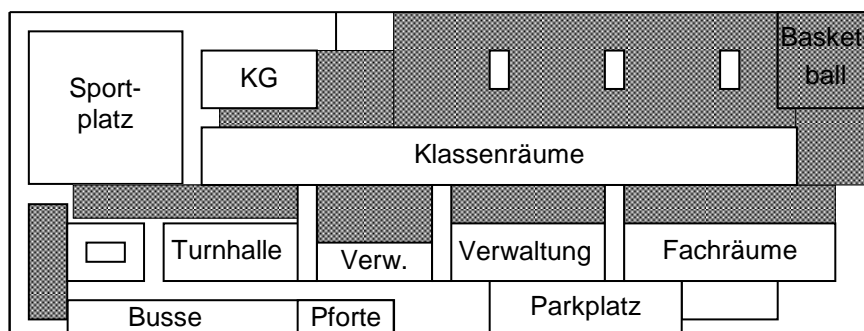 Sport-
platz
KG
Basket
ball
Klassenräume
Turnhalle
Verw.
Verwaltung
Fachräume
Busse
Pforte
Parkplatz